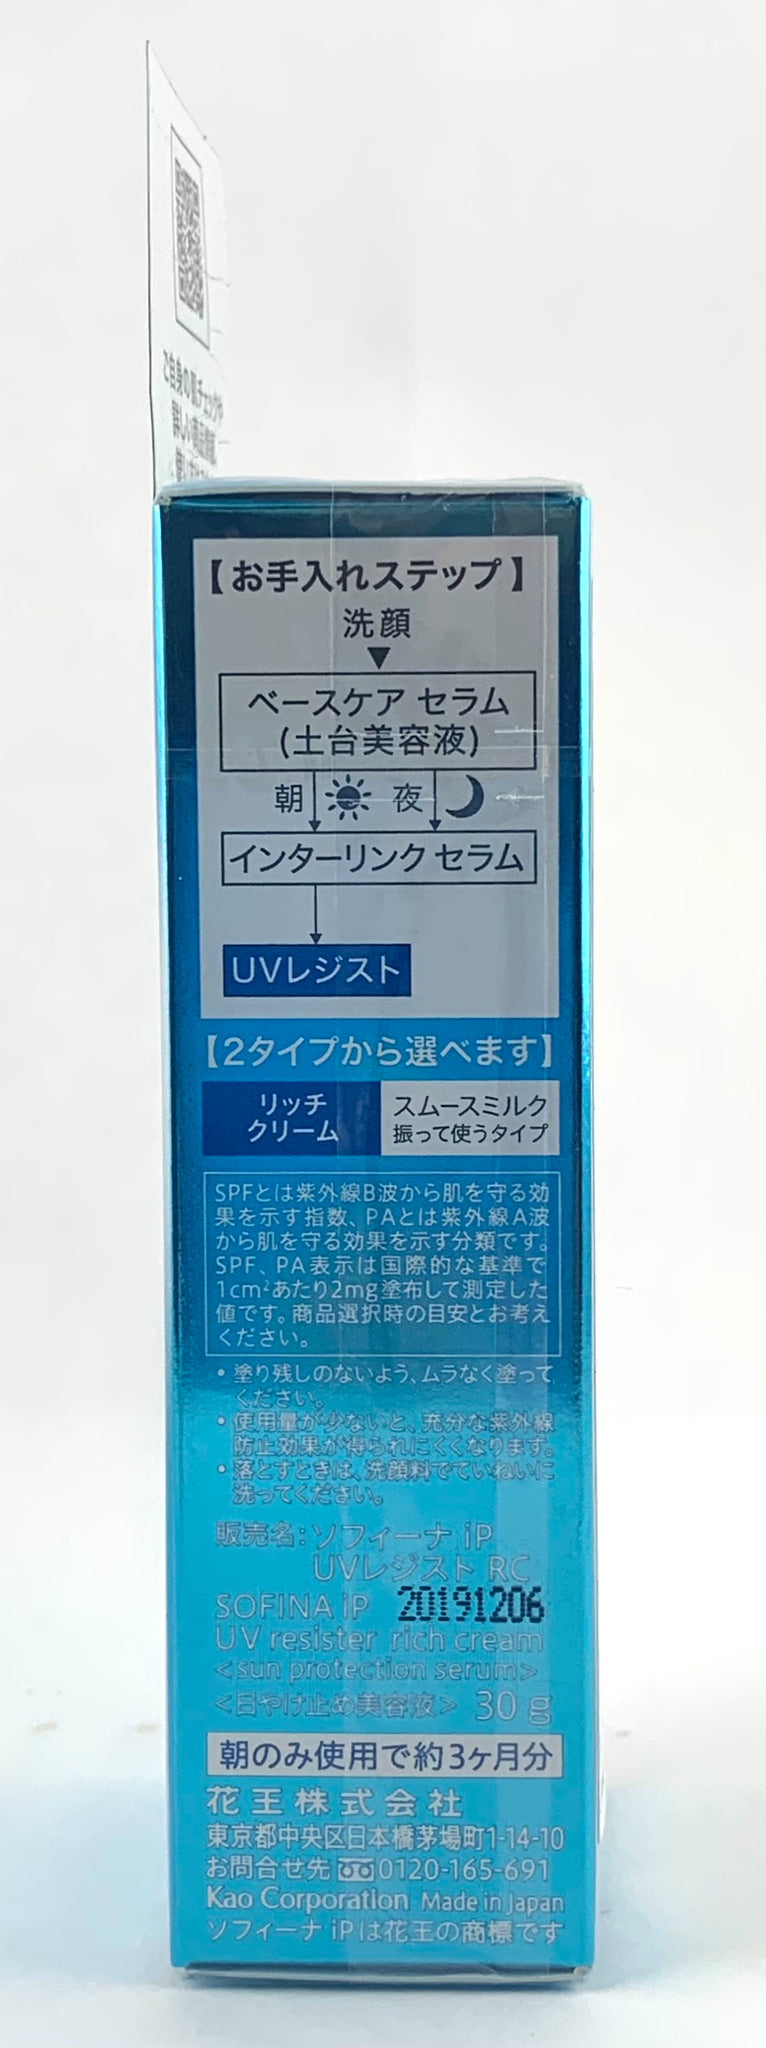 ご自身の肌チェックや
詳しい
【お手入れステップ】
洗顔
ベースケア セラム
(土台美容液)
朝 夜
インターリンク セラム
UVレジスト
【2タイプから選べます】
リッチ
クリーム
スムースミルク
振って使うタイプ
SPFとは紫外線B波から肌を守る効
果を示す指数、PAとは紫外線A波
から肌を守る効果を示す分類です。
SPF、PA表示は国際的な基準で
1cm²あたり2mg塗布して測定した
値です。商品選択時の目安とお考え
ください。
• 塗り残しのないよう、ムラなく塗って
ください。
• 使用量が少ないと、充分な紫外線
防止効果が得られにくくなります。
• 落とすときは、洗顔料でていねいに
洗ってください。
販売名:ソフィーナ iP
UVレジスト RC
SOFINA iP 20191206
UV resister rich cream
<sun protection serum>
<日やけ止め美容液> 30g
朝のみ使用で約3ヶ月分
花王株式会社
東京都中央区日本橋茅場町1-14-10
お問合せ先 0120-165-691
Kao Corporation Made in Japan
ソフィーナ iPは花王の商標です